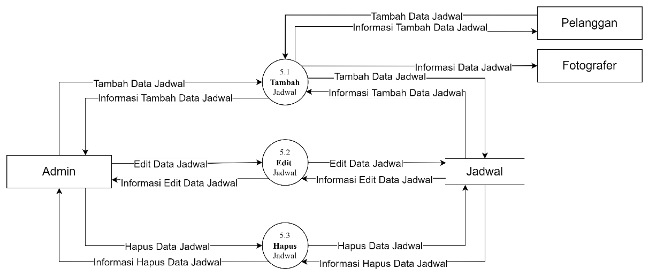 Tambah Data Jadwal
Pelanggan
Informasi Tambah Data Jadwal
5.1
Tambah
Jadwal
Informasi Data Jadwal
Fotografer
Tambah Data Jadwal
Tambah Data Jadwal
Informasi Tambah Data Jadwal
Informasi Tambah Data Jadwal
5.2
Edit
Jadwal
Admin
Edit Data Jadwal
Edit Data Jadwal
Jadwal
Informasi Edit Data Jadwal
Informasi Edit Data Jadwal
5.3
Hapus
Jadwal
Hapus Data Jadwal
Hapus Data Jadwal
Informasi Hapus Data Jadwal
Informasi Hapus Data Jadwal